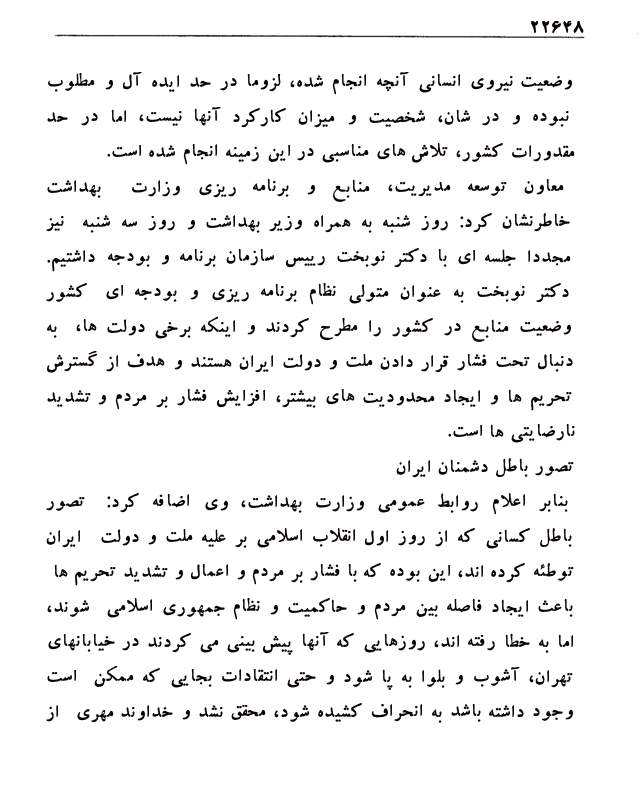 ۲۲۶۴۸
وضعیت نیروی انسانی آنچه انجام شده، لزوما در حد ایده آل و مطلوب
نبوده و در شان، شخصیت و میزان کارکرد آنها نیست، اما در حد
مقدورات کشور، تلاش های مناسبی در این زمینه انجام شده است.
معاون توسعه مدیریت، منابع و برنامه ریزی وزارت بهداشت
خاطرنشان کرد: روز شنبه به همراه وزیر بهداشت و روز سه شنبه نیز
مجددا جلسه ای با دکتر نوبخت رییس سازمان برنامه و بودجه داشتیم.
دکتر نوبخت به عنوان متولی نظام برنامه ریزی و بودجه ای کشور
وضعیت منابع در کشور را مطرح کردند و اینکه برخی دولت ها، به
دنبال تحت فشار قرار دادن ملت و دولت ایران هستند و هدف از گسترش
تحریم ها و ایجاد محدودیت های بیشتر، افزایش فشار بر مردم و تشدید
نارضایتی ها است.
تصور باطل دشمنان ایران
بنابر اعلام روابط عمومی وزارت بهداشت، وی اضافه کرد: تصور
باطل کسانی که از روز اول انقلاب اسلامی بر علیه ملت و دولت ایران
توطئه کرده اند، این بوده که با فشار بر مردم و اعمال و تشدید تحریم ها
باعث ایجاد فاصله بین مردم و حاکمیت و نظام جمهوری اسلامی شوند،
اما به خطا رفته اند، روزهایی که آنها پیش بینی می کردند در خیابانهای
تهران، آشوب و بلوا به پا شود و حتی انتقادات بجایی که ممکن است
وجود داشته باشد به انحراف کشیده شود، محقق نشد و خداوند مهری از